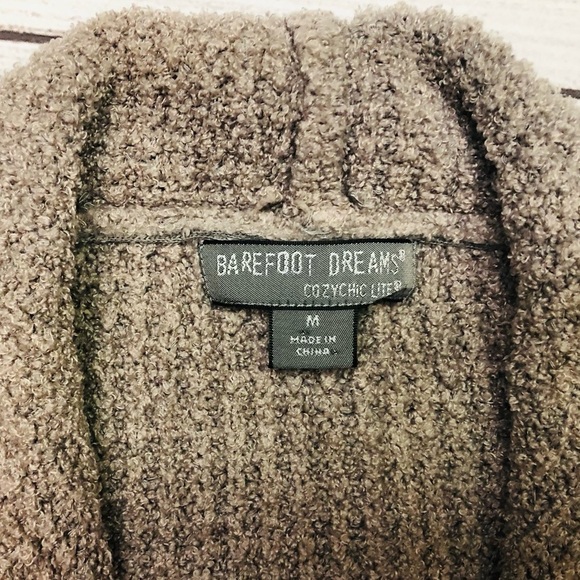 BAREFOOT DREAMS®
COZYCHIC LITE®
M
MADE IN
CHINA